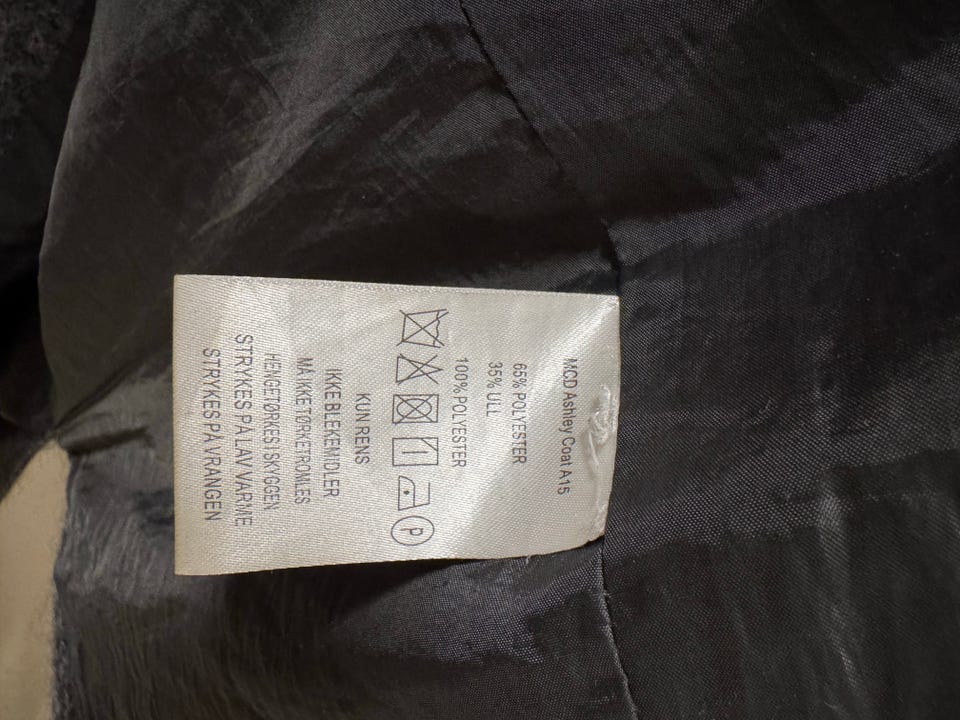 MCD Ashley Coat A15
65% POLYESTER
35% ULL
100%POLYESTER
P
KUN RENS
IKKE BLEKEMIDLER
MÅ IKKE TØRKETROMLES
HENGETØRKES I SKYGGEN
STRYKES PÅ LAV VARME
STRYKES PÅ VRANGEN